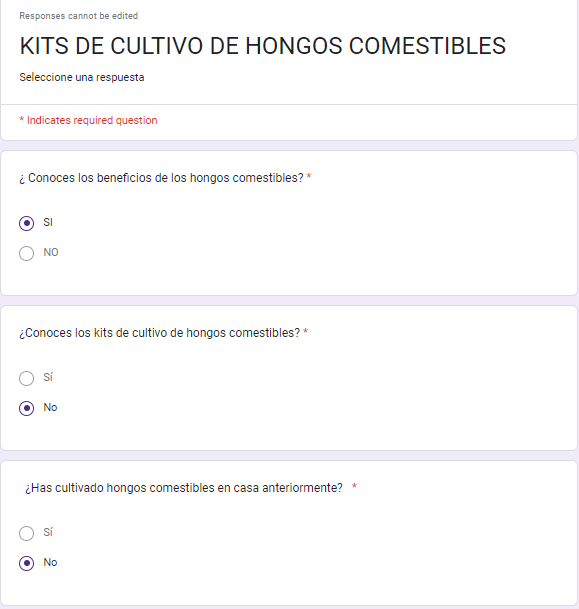 Responses cannot be edited
KITS DE CULTIVO DE HONGOS COMESTIBLES
Seleccione una respuesta
* Indicates required question
¿ Conoces los beneficios de los hongos comestibles? *
SI
NO
¿Conoces los kits de cultivo de hongos comestibles? *
Sí
No
¿Has cultivado hongos comestibles en casa anteriormente? *
Sí
No